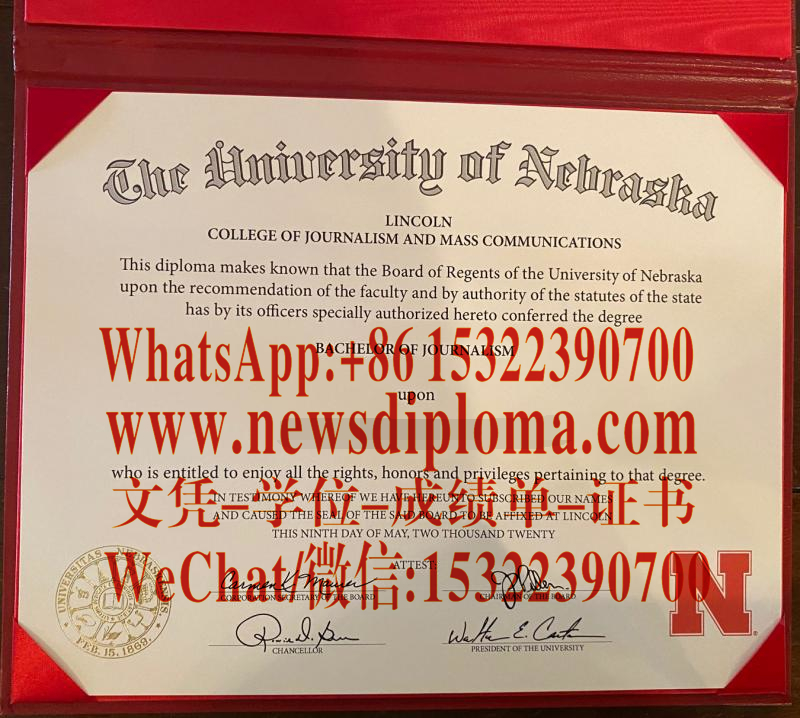 The University of Nebraska
LINCOLN
COLLEGE OF JOURNALISM AND MASS COMMUNICATIONS
This diploma makes known that the Board of Regents of the University of Nebraska
upon the recommendation of the faculty and by authority of the statutes of the state
has by its officers specially authorized hereto conferred the degree
BACHELOR OF JOURNALISM
WhatsApp:+86 15322390700
upon
www.newsdiploma.com
who is entitled to enjoy all the rights, honors and privileges pertaining to that degree.
文凭-学位-成绩单-证书
IN TESTIMONY WHEREOF WE HAVE HEREUNTO SUBSCRIBED OUR NAMES
AND CAUSED THE SEAL OF THE SAID BOARD TO BE AFFIXED AT LINCOLN
THIS NINTH DAY OF MAY, TWO THOUSAND TWENTY
ATTEST:
WeChat/微信:15322390700
CORPORATION SECRETARY OF THE BOARD
CHAIRMAN OF THE BOARD
UNIVERSITAS NEBRASKENSIS
FEB. 15. 1869.
N
CHANCELLOR
Walter E. Carter
PRESIDENT OF THE UNIVERSITY